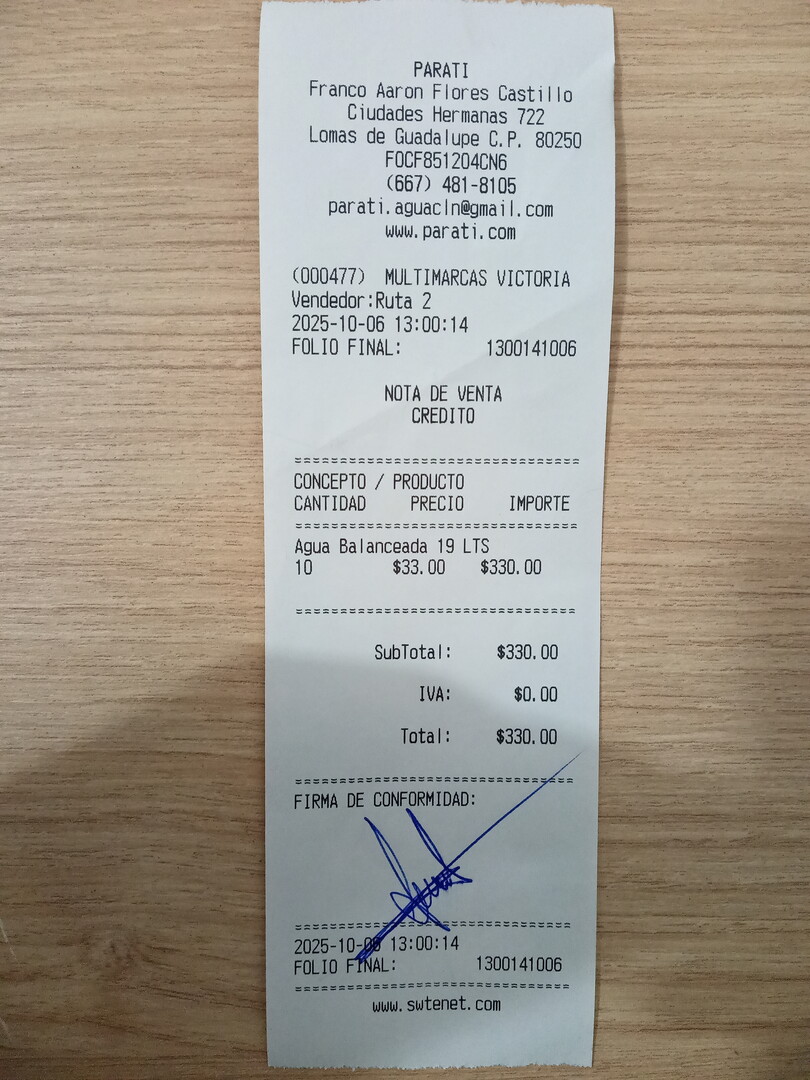 PARATI
Franco Aaron Flores Castillo
Ciudades Hermanas 722
Lomas de Guadalupe C.P. 80250
FOCF851204CN6
(667) 481-8105
parati.aguacln@gmail.com
www.parati.com
(000477) MULTIMARCAS VICTORIA
Vendedor:Ruta 2
2025-10-06 13:00:14
FOLIO FINAL: 1300141006
NOTA DE VENTA
CREDITO
CONCEPTO / PRODUCTO
CANTIDAD PRECIO IMPORTE
Agua Balanceada 19 LTS
10 $33.00 $330.00
SubTotal: $330.00
IVA: $0.00
Total: $330.00
FIRMA DE CONFORMIDAD:
2025-10-06 13:00:14
FOLIO FINAL: 1300141006
www.swtenet.com